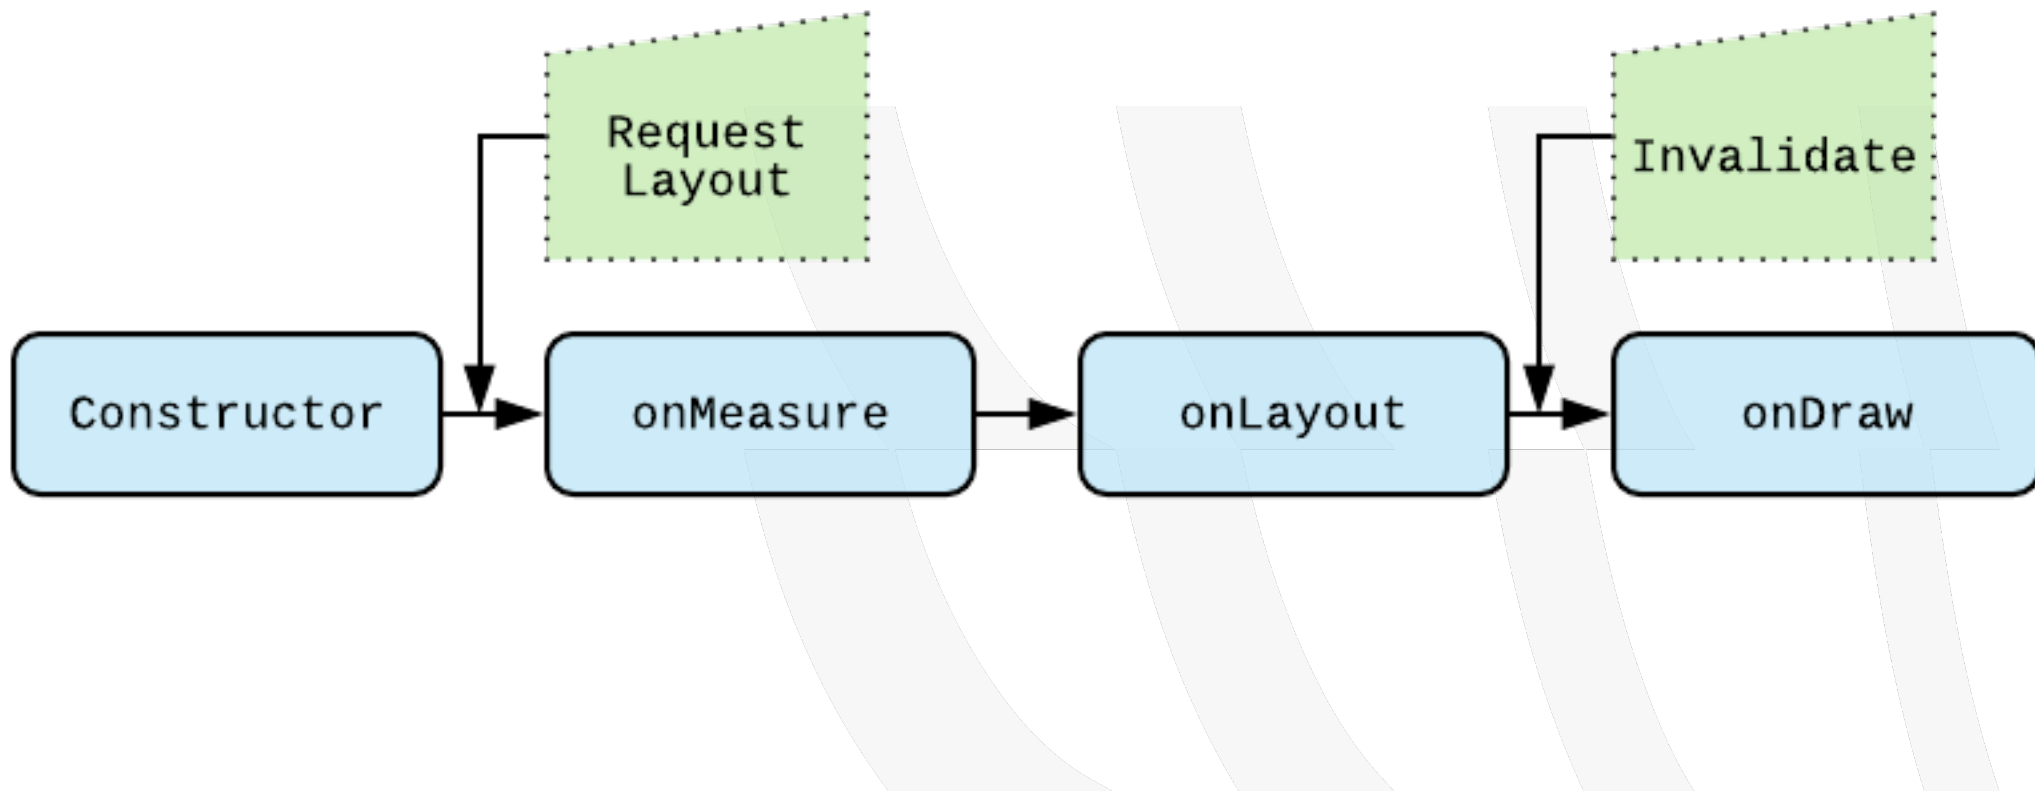 Request
Layout
Invalidate
Constructor
onMeasure
onLayout
onDraw